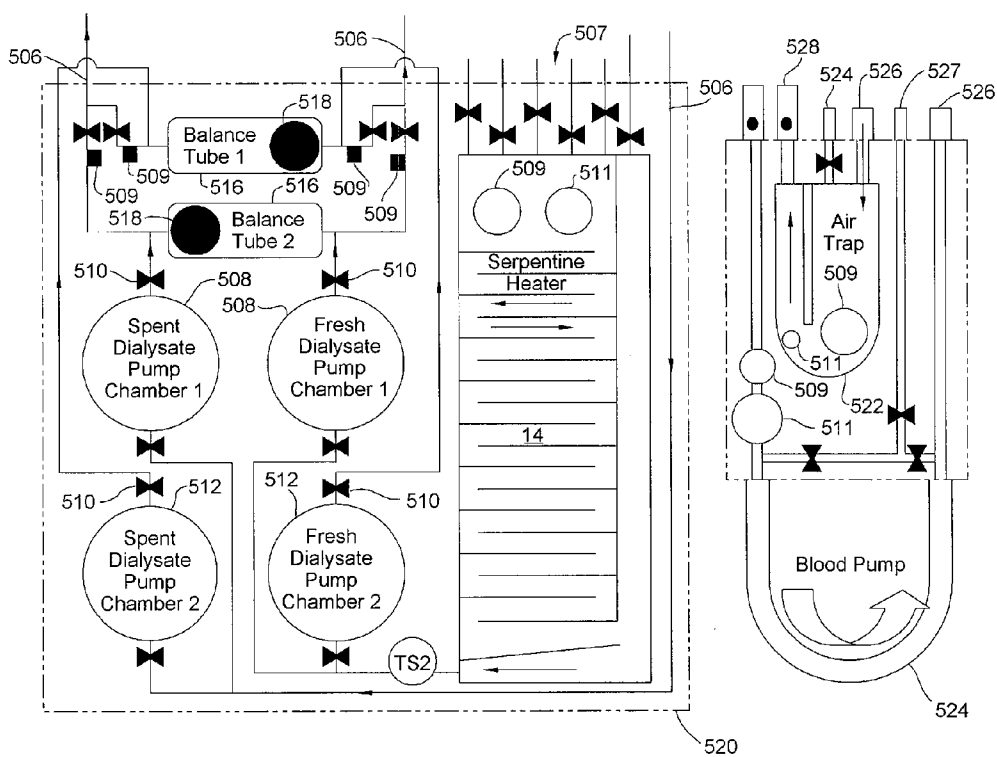 506
506
507
506
528
524
526
527
526
518
Balance
Tube 1
509
509
516
516
509
509
518
Balance
Tube 2
509
511
Serpentine
Heater
14
510
508
510
508
Spent
Dialysate
Pump
Chamber 1
Fresh
Dialysate
Pump
Chamber 1
510
512
512
510
Spent
Dialysate
Pump
Chamber 2
Fresh
Dialysate
Pump
Chamber 2
TS2
520
Air
Trap
509
511
509
522
511
Blood Pump
524